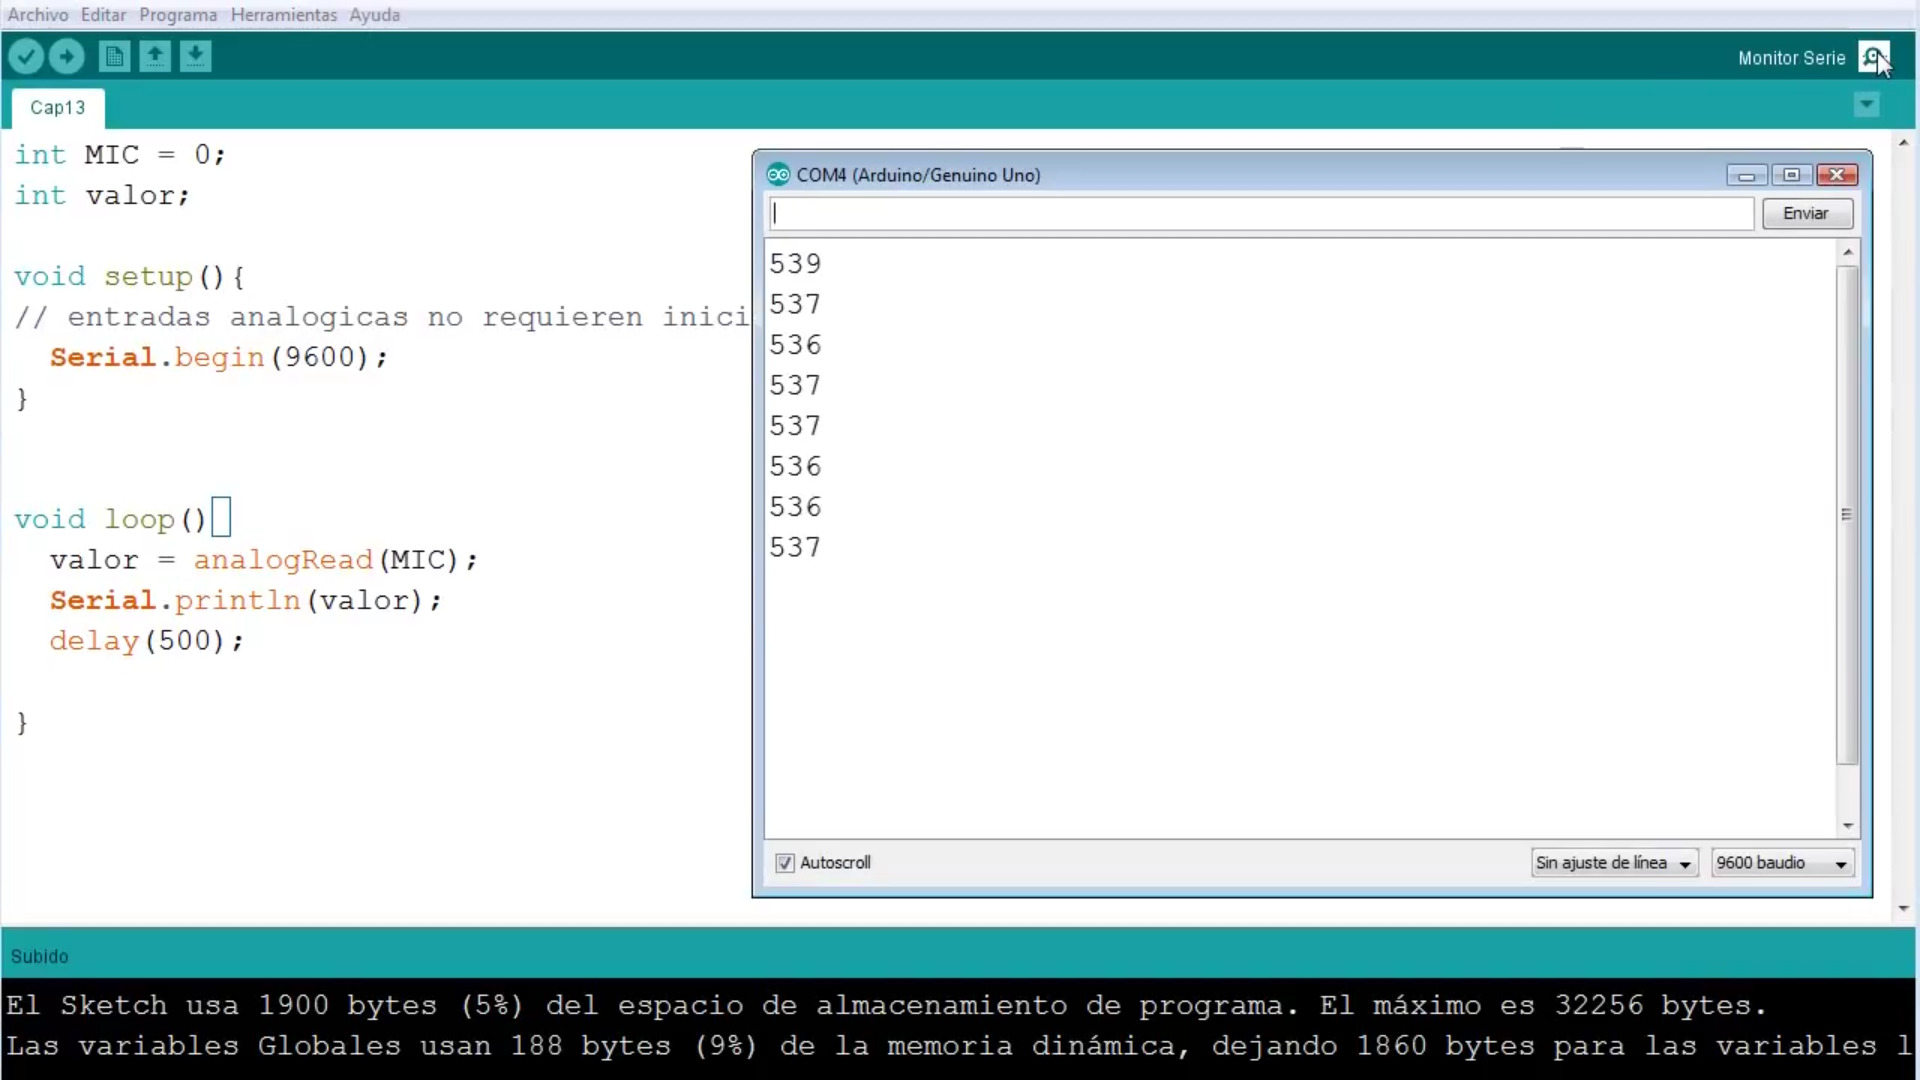 Archivo Editar Programa Herramientas Ayuda
Monitor Serie
Cap13
int MIC = 0;
int valor;
void setup(){
// entradas analogicas no requieren inici
Serial.begin(9600);
}
void loop()
valor = analogRead(MIC);
Serial.println(valor);
delay(500);
}
COM4 (Arduino/Genuino Uno)
Enviar
539
537
536
537
537
536
536
537
Autoscroll
Sin ajuste de línea
9600 baudio
Subido
El Sketch usa 1900 bytes (5%) del espacio de almacenamiento de programa. El máximo es 32256 bytes.
Las variables Globales usan 188 bytes (9%) de la memoria dinámica, dejando 1860 bytes para las variables l